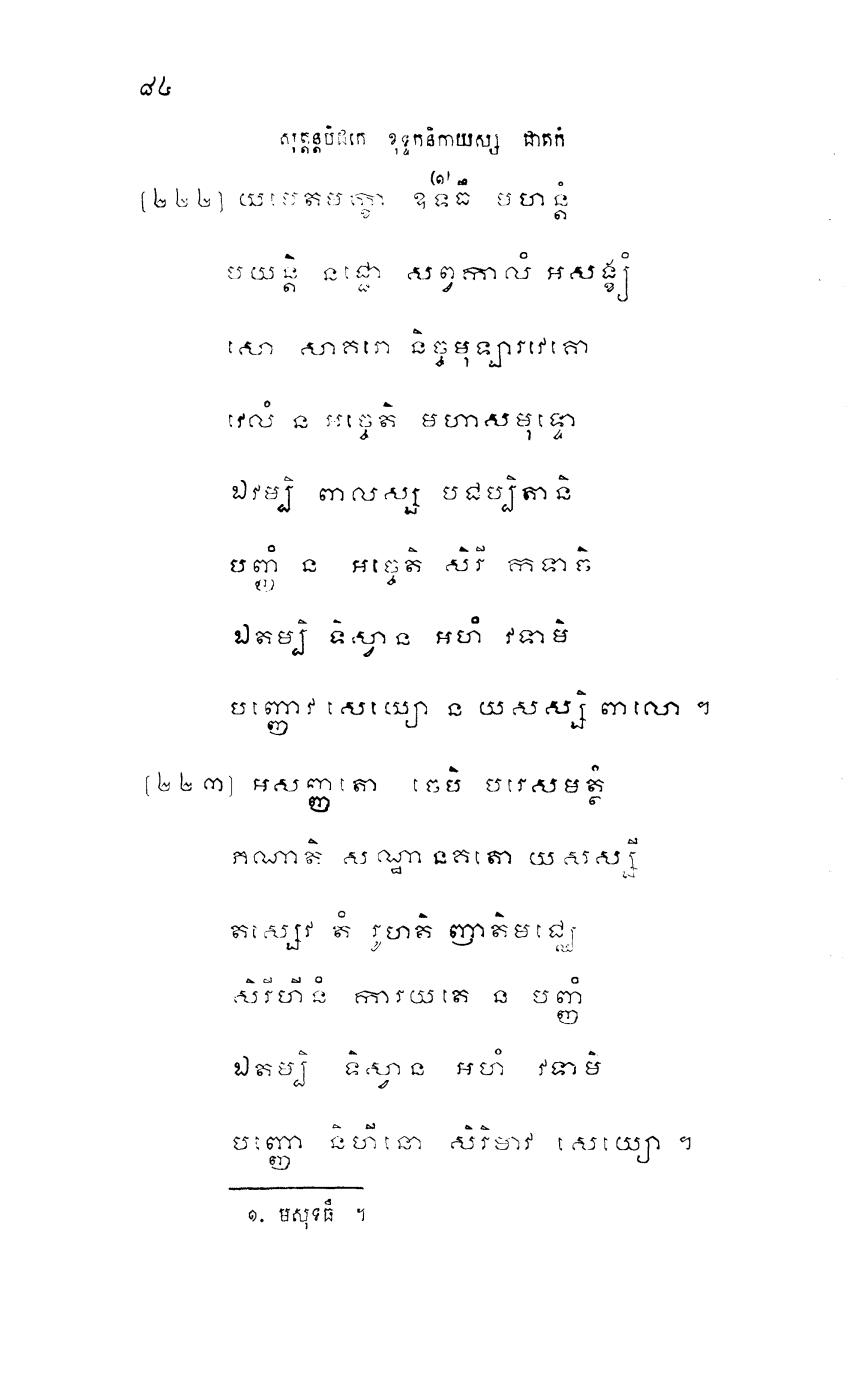 ៨៤
សុត្តន្តបិដកេ ខុទ្ទកនិកាយស្ស ជាតកំ
(២២២) យមេតមក្ខា ឧទធឹ (១) មហន្តំ
បយន្តិ នជ្ជោ សព្វកាលំ អសង្ខ្យំ
សោ សាគរោ និច្ចមុឡារវេគោ
វេលំ ន អច្ចេតិ មហាសមុទ្ទោ
ឯវម្បិ ពាលស្ស បជប្បិតានិ
បញ្ញំ ន អច្ចេតិ សិរី កទាចិ
ឯតម្បិ ទិស្វាន អហំ វទាមិ
បញ្ញោវ សេយ្យោ ន យសស្សិ ពាលោ ។
(២២៣) អសញ្ញតោ ចេបិ បរេសមត្ថំ
ភណាតិ សណ្ឋានគតោ យសស្សី
តស្សេវ តំ រូហតិ ញាតិមជ្ឈេ
សិរីហីនំ ការយតេ ន បញ្ញំ
ឯតម្បិ ទិស្វាន អហំ វទាមិ
បញ្ញោ និហីនោ សិរិមាវ សេយ្យោ ។
១. មសុទធឹ ។